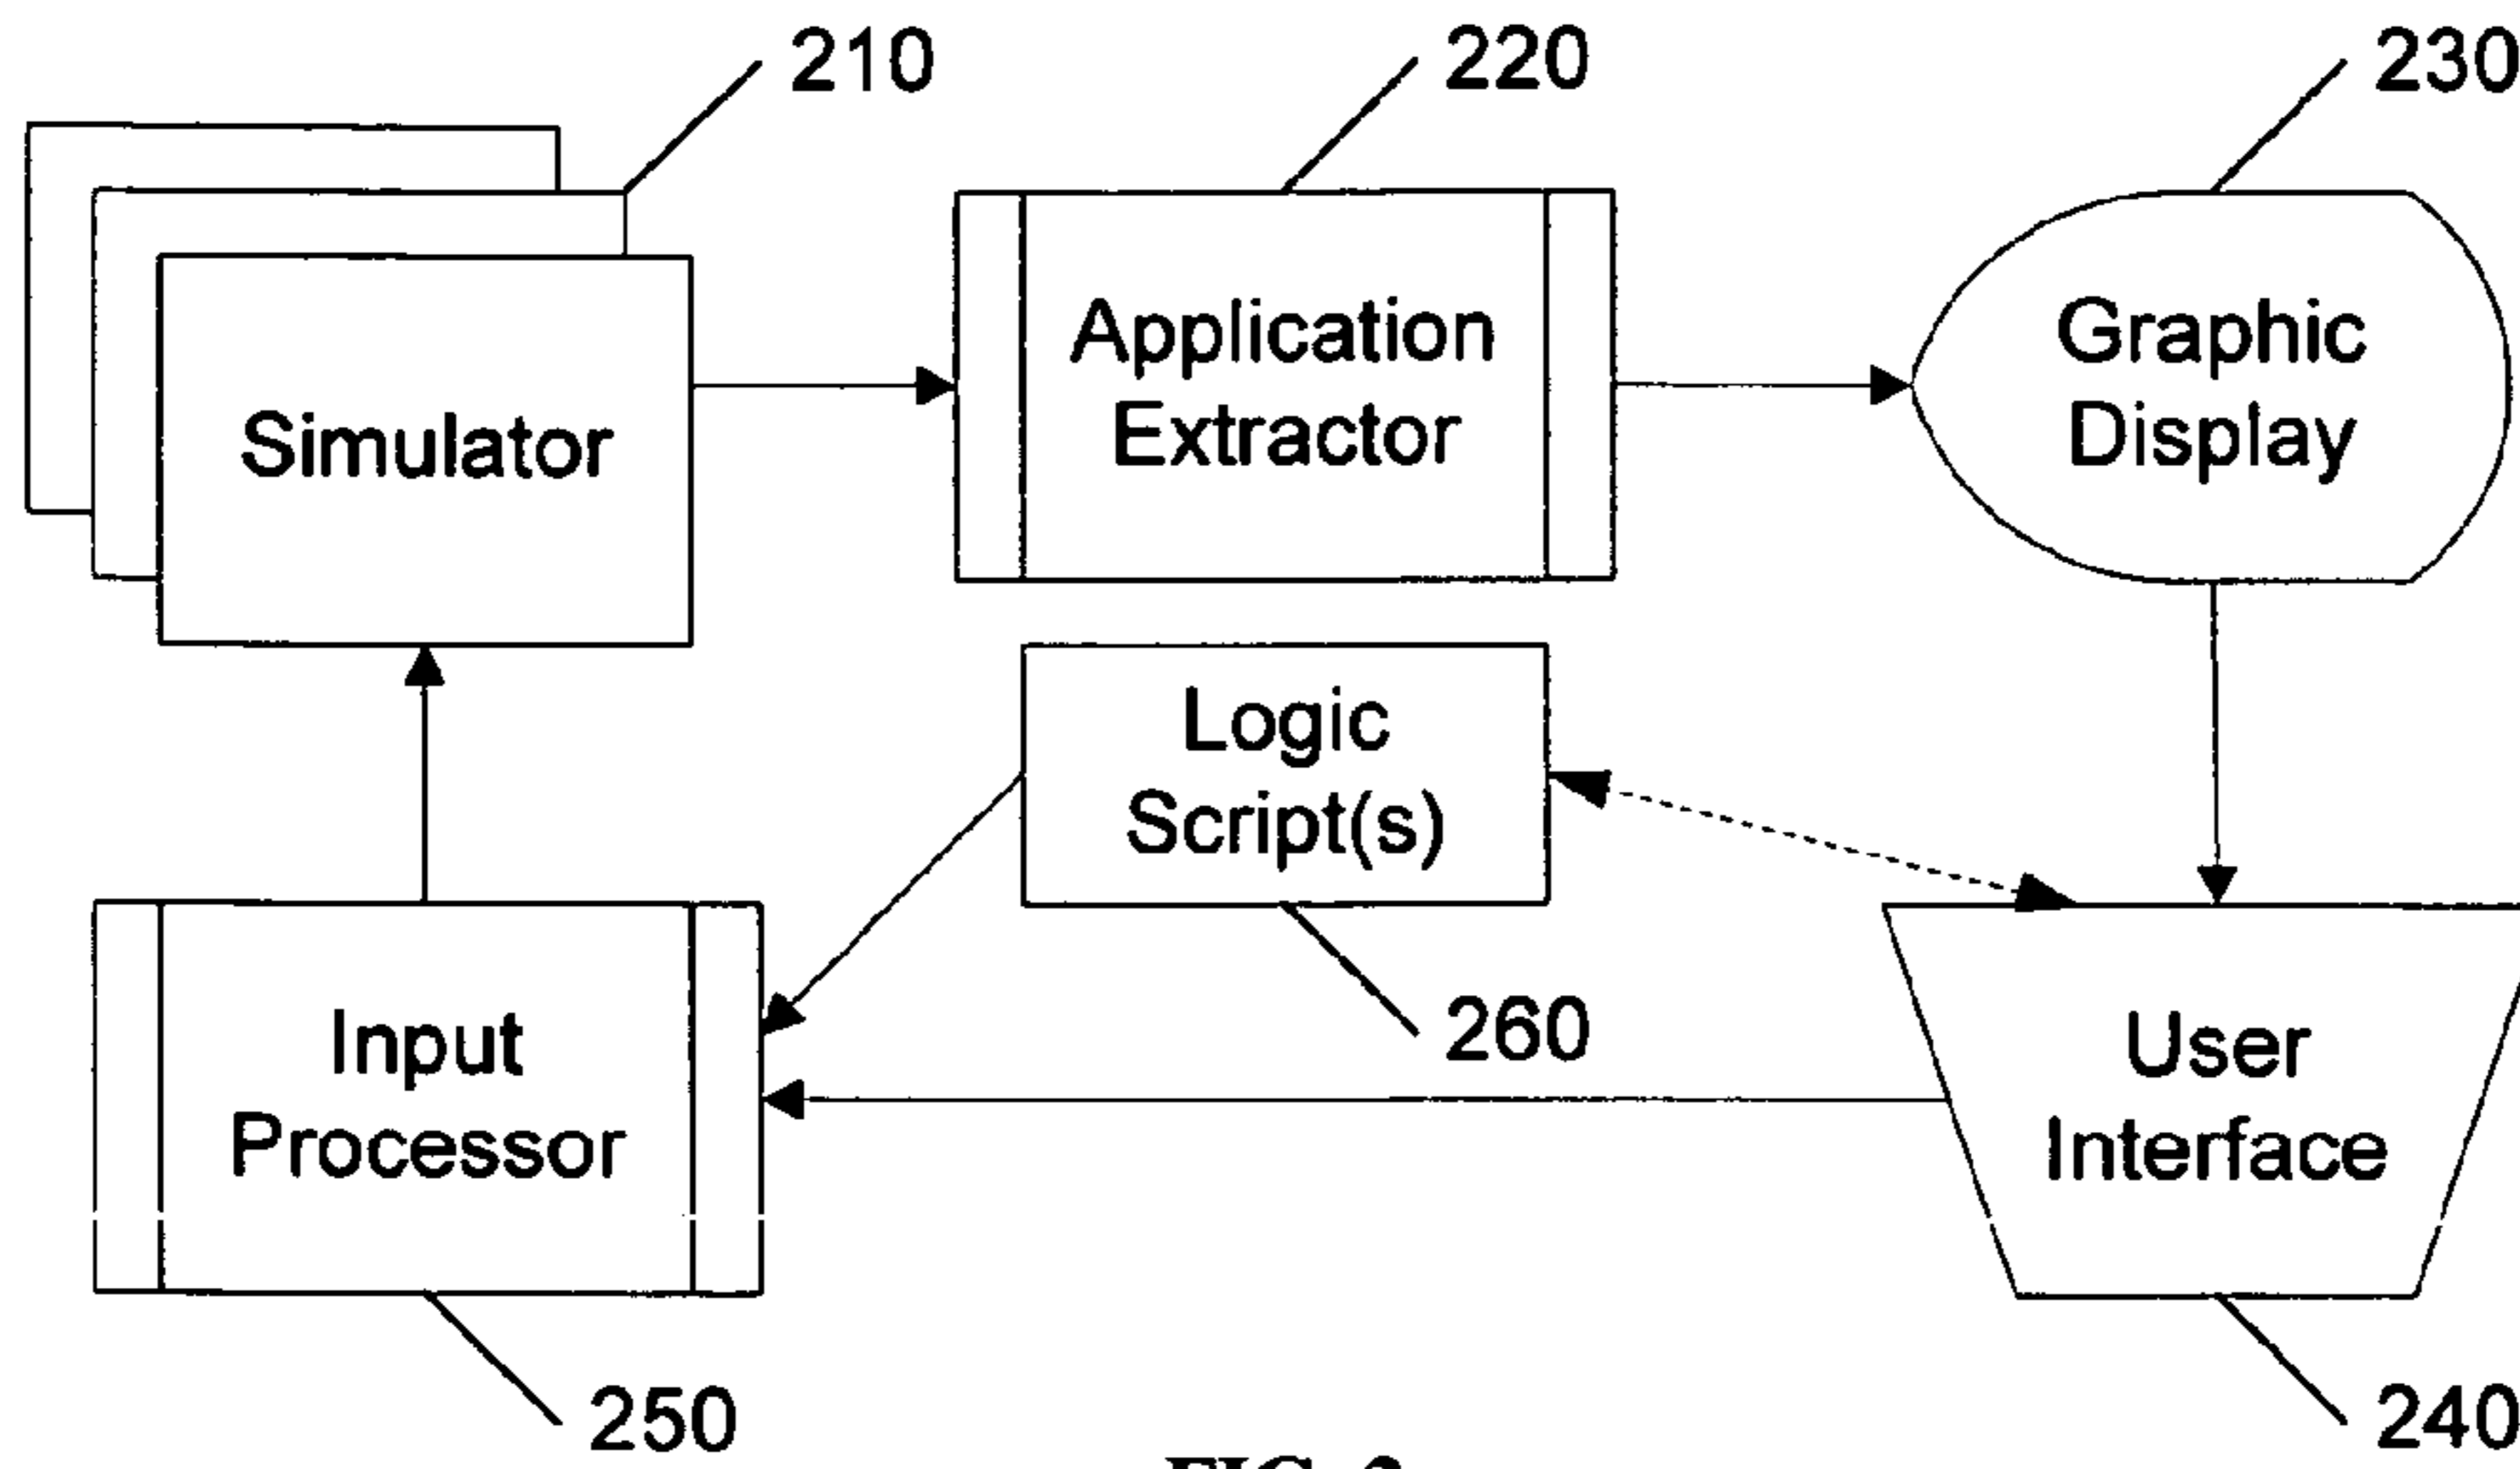 210
220
230
Simulator
Application
Extractor
Graphic
Display
Logic
Script(s)
260
Input
Processor
User
Interface
250
240